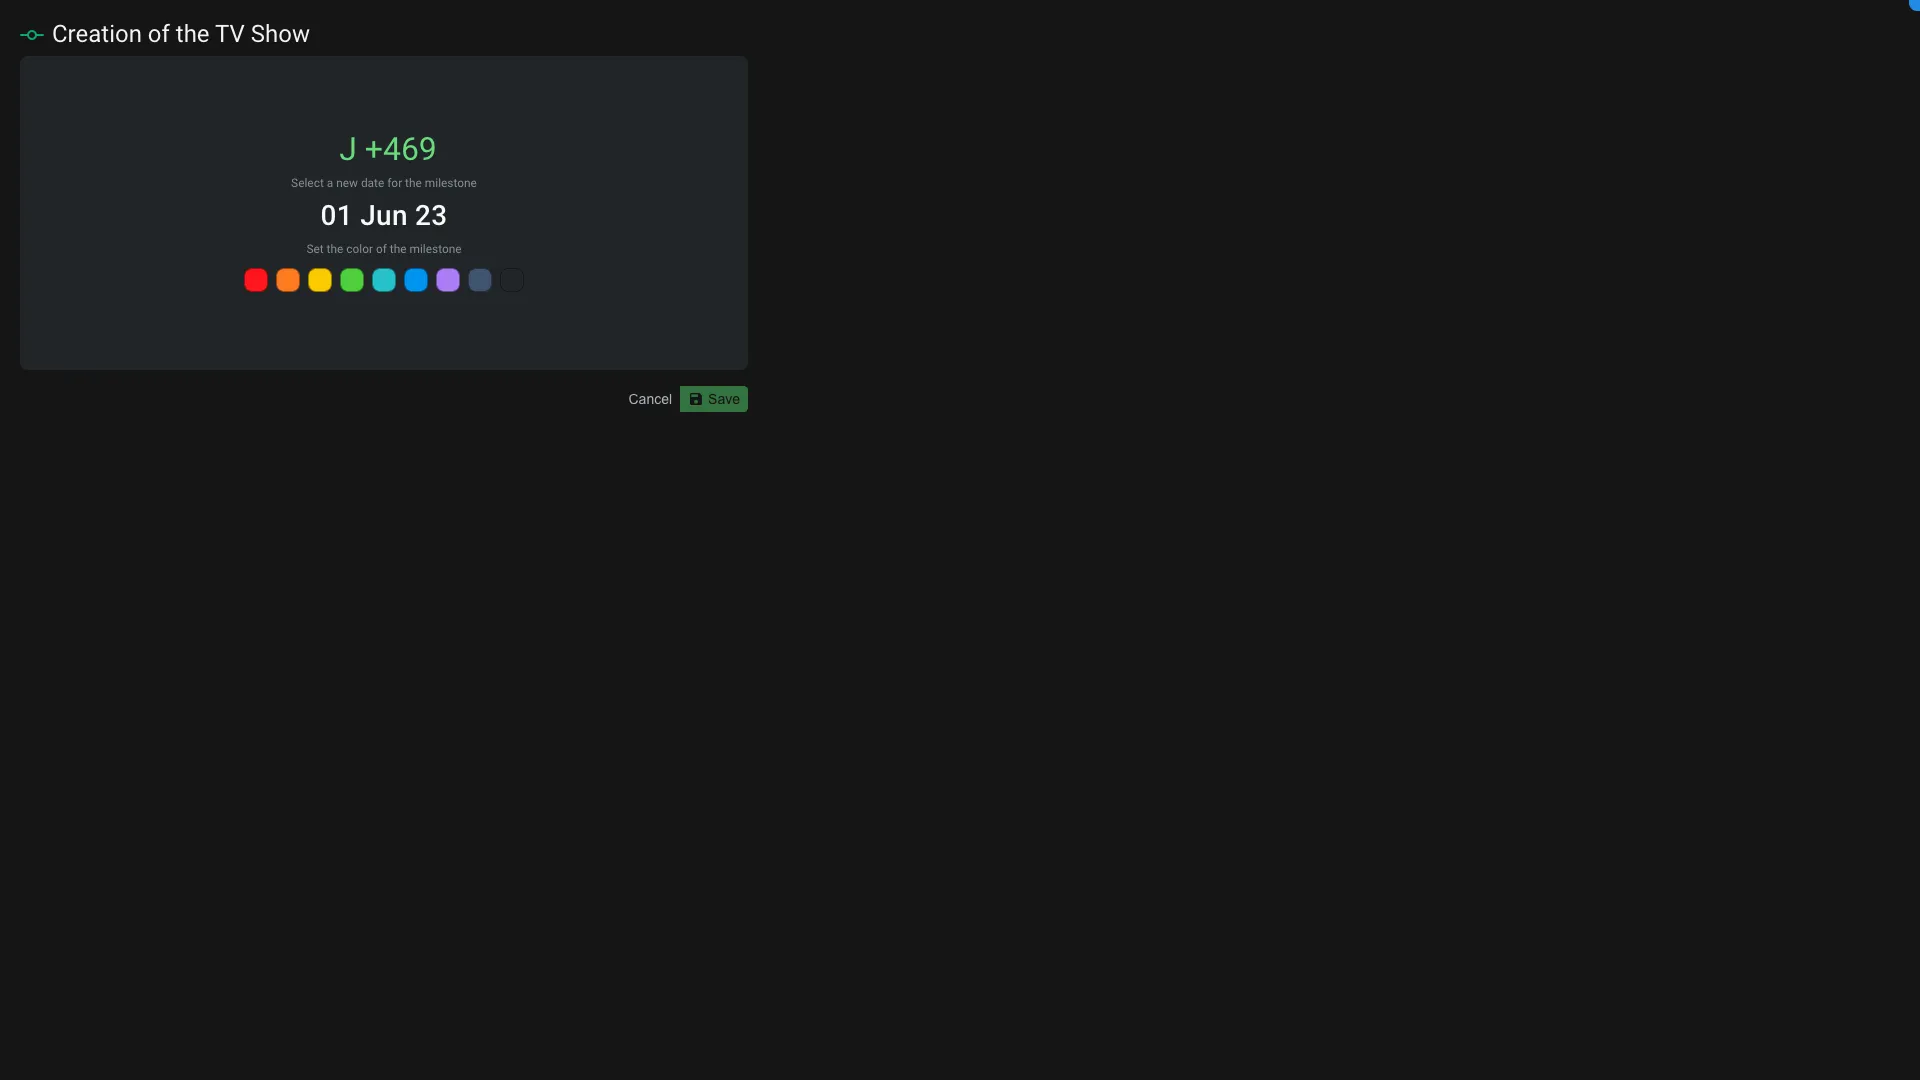 Creation of the TV Show
J +469
Select a new date for the milestone
01 Jun 23
Set the color of the milestone
Cancel
Save